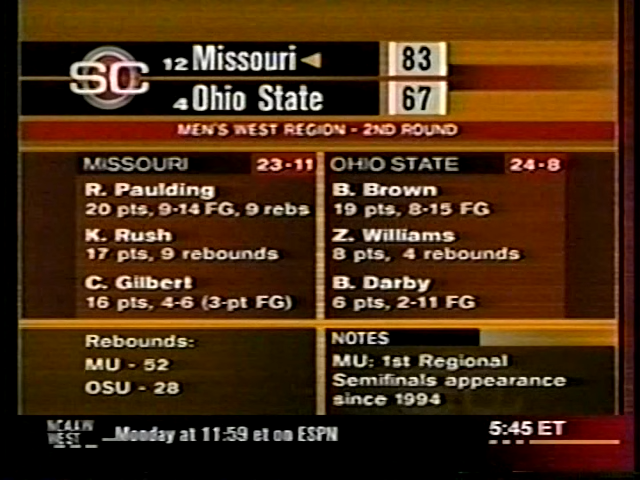 SC
12 Missouri 83
4 Ohio State 67
MEN'S WEST REGION - 2ND ROUND
MISSOURI 23-11
R. Paulding
20 pts, 9-14 FG, 9 rebs
K. Rush
17 pts, 9 rebounds
C. Gilbert
16 pts, 4-6 (3-pt FG)
OHIO STATE 24-8
B. Brown
19 pts, 8-15 FG
Z. Williams
8 pts, 4 rebounds
B. Darby
6 pts, 2-11 FG
Rebounds:
MU - 52
OSU - 28
NOTES
MU: 1st Regional
Semifinals appearance
since 1994
NCAAW
WEST
Monday at 11:59 et on ESPN
5:45 ET